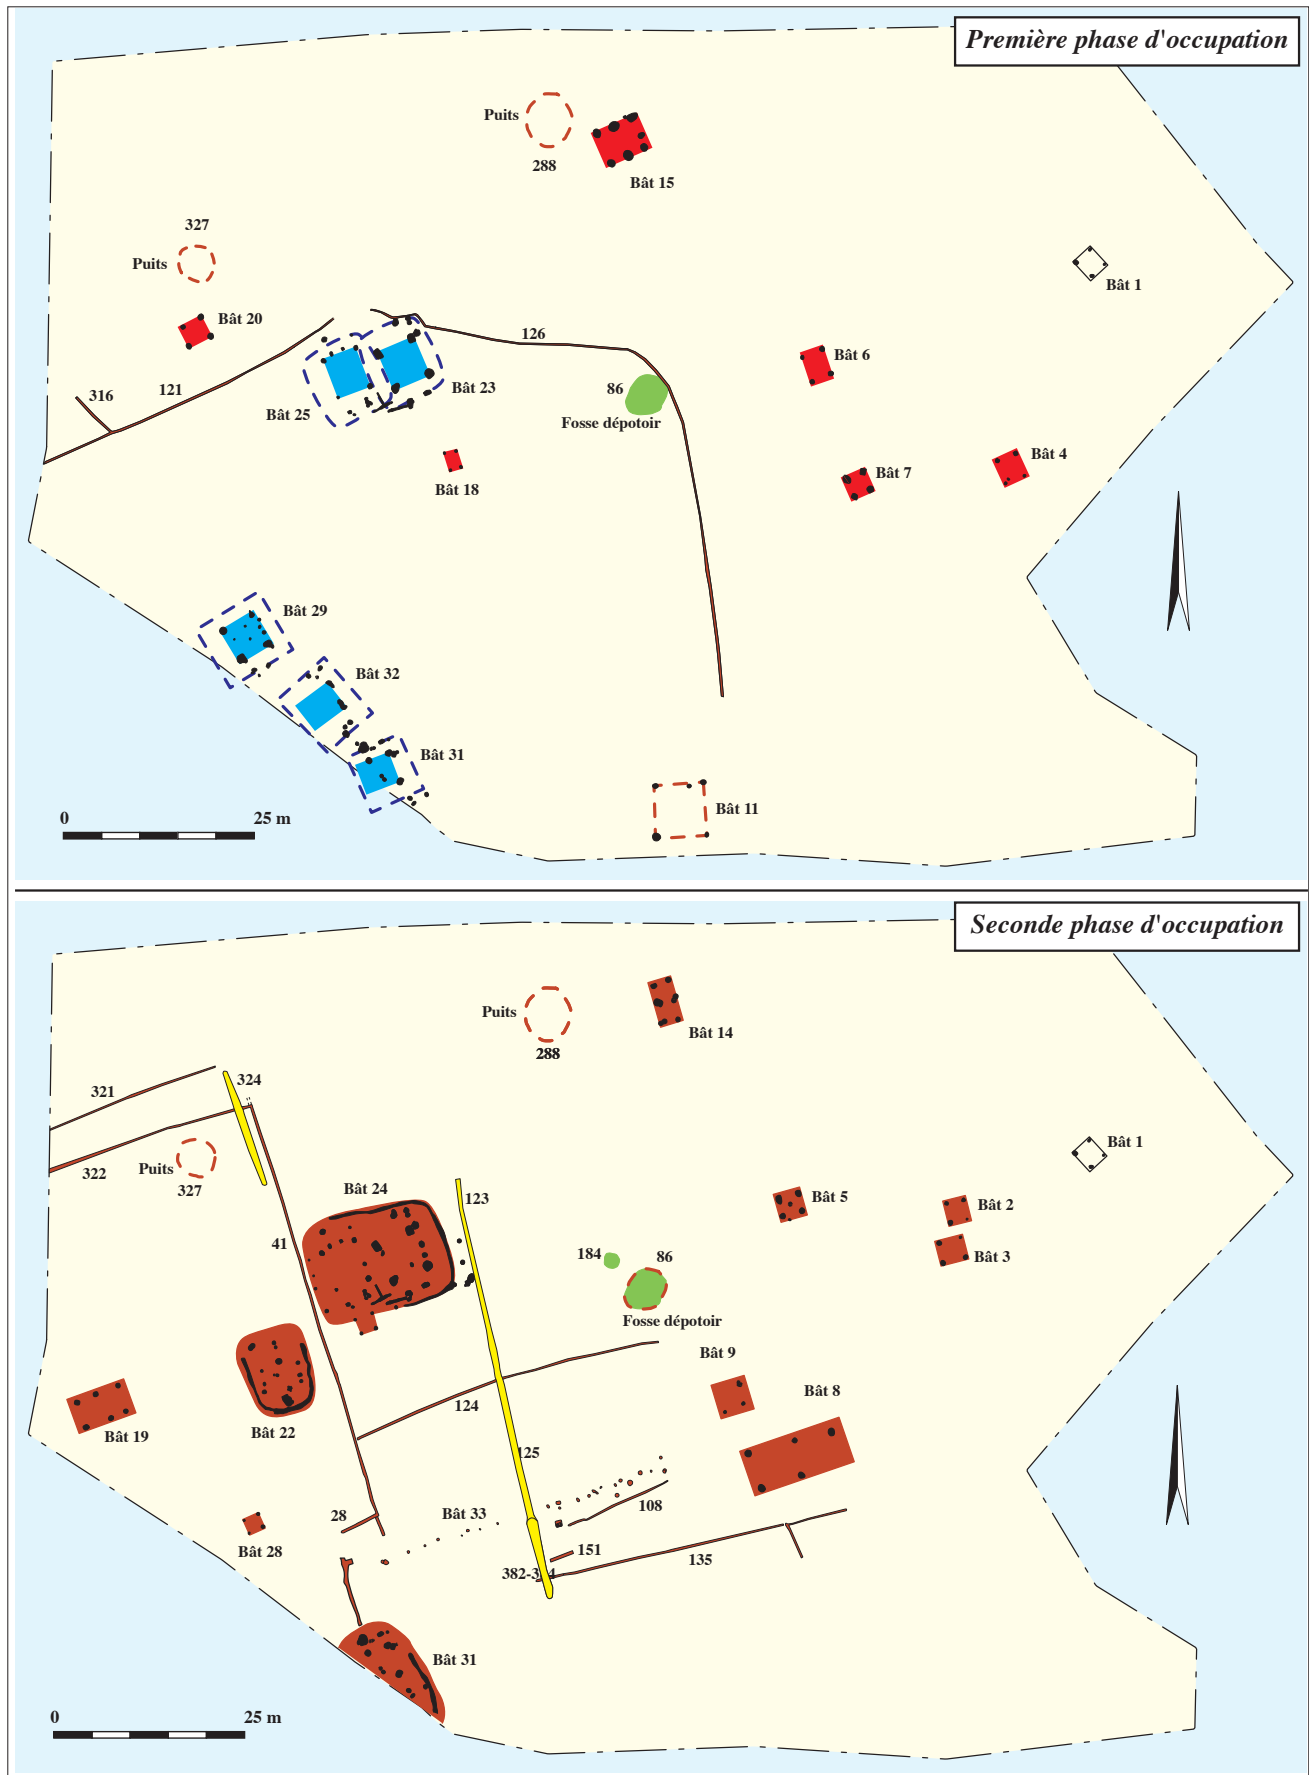 Première phase d'occupation
Puits
288
Bât 15
327
Puits
Bât 20
Bât 1
126
Bât 6
316
121
Bât 25
Bât 23
86
Fosse dépotoir
Bât 18
Bât 7
Bât 4
Bât 29
Bât 32
Bât 31
Bât 11
0
25 m
Seconde phase d'occupation
Puits
288
Bât 14
321
324
322
Puits
327
Bât 24
123
41
Bât 1
Bât 5
Bât 2
Bât 3
184
86
Fosse dépotoir
Bât 9
Bât 8
124
Bât 19
Bât 22
125
108
28
Bât 33
Bât 28
151
135
Bât 31
0
25 m